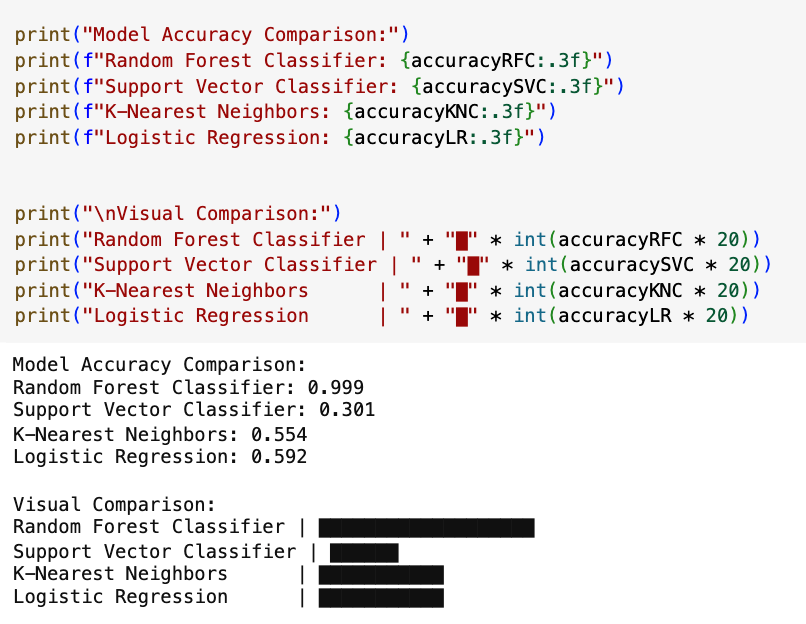 print("Model Accuracy Comparison:")
print(f"Random Forest Classifier: {accuracyRFC:.3f}")
print(f"Support Vector Classifier: {accuracySVC:.3f}")
print(f"K-Nearest Neighbors: {accuracyKNC:.3f}")
print(f"Logistic Regression: {accuracyLR:.3f}")
print("\nVisual Comparison:")
print("Random Forest Classifier | " + "█" * int(accuracyRFC * 20))
print("Support Vector Classifier | " + "█" * int(accuracySVC * 20))
print("K-Nearest Neighbors      | " + "█" * int(accuracyKNC * 20))
print("Logistic Regression      | " + "█" * int(accuracyLR * 20))
Model Accuracy Comparison:
Random Forest Classifier: 0.999
Support Vector Classifier: 0.301
K-Nearest Neighbors: 0.554
Logistic Regression: 0.592
Visual Comparison:
Random Forest Classifier | ███████████████████
Support Vector Classifier | ██████
K-Nearest Neighbors      | ███████████
Logistic Regression      | ███████████